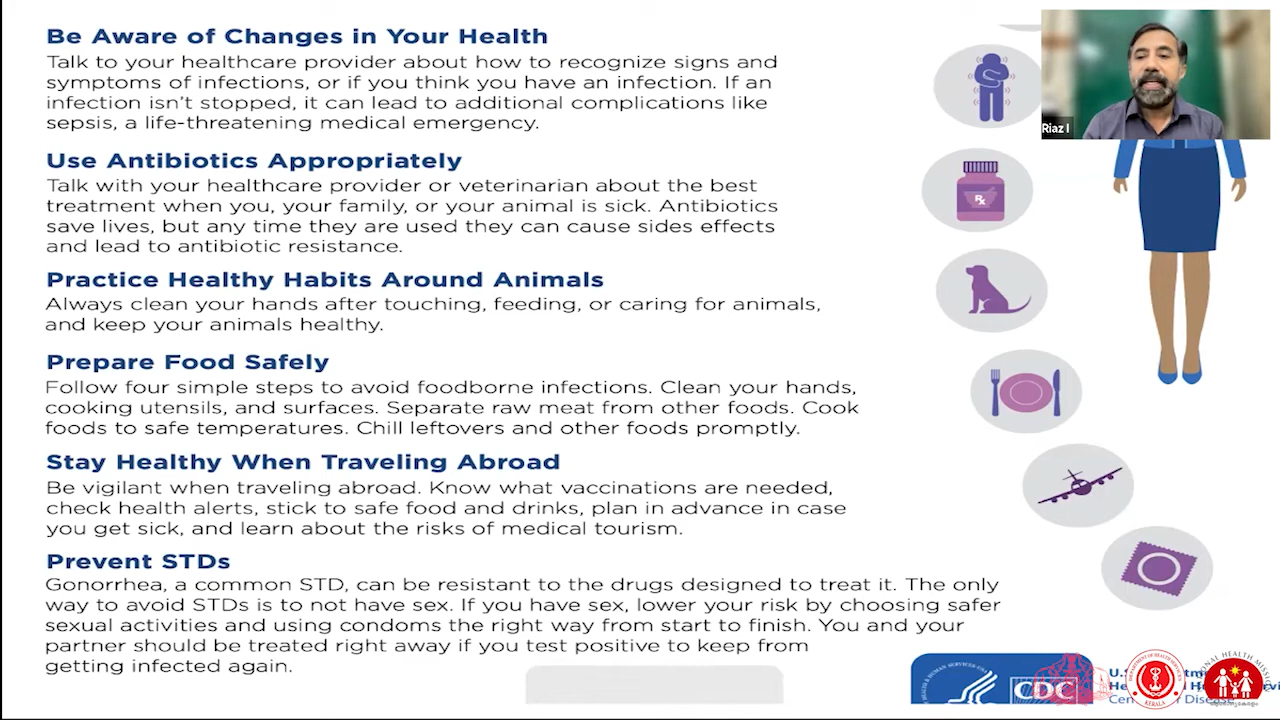 Be Aware of Changes in Your Health
Talk to your healthcare provider about how to recognize signs and
symptoms of infections, or if you think you have an infection. If an
infection isn't stopped, it can lead to additional complications like
sepsis, a life-threatening medical emergency.
Use Antibiotics Appropriately
Talk with your healthcare provider or veterinarian about the best
treatment when you, your family, or your animal is sick. Antibiotics
save lives, but any time they are used they can cause sides effects
and lead to antibiotic resistance.
Practice Healthy Habits Around Animals
Always clean your hands after touching, feeding, or caring for animals,
and keep your animals healthy.
Prepare Food Safely
Follow four simple steps to avoid foodborne infections. Clean your hands,
cooking utensils, and surfaces. Separate raw meat from other foods. Cook
foods to safe temperatures. Chill leftovers and other foods promptly.
Stay Healthy When Traveling Abroad
Be vigilant when traveling abroad. Know what vaccinations are needed,
check health alerts, stick to safe food and drinks, plan in advance in case
you get sick, and learn about the risks of medical tourism.
Prevent STDs
Gonorrhea, a common STD, can be resistant to the drugs designed to treat it. The only
way to avoid STDs is to not have sex. If you have sex, lower your risk by choosing safer
sexual activities and using condoms the right way from start to finish. You and your
partner should be treated right away if you test positive to keep from
getting infected again.
Riaz I
Rx
CDC
KERALA